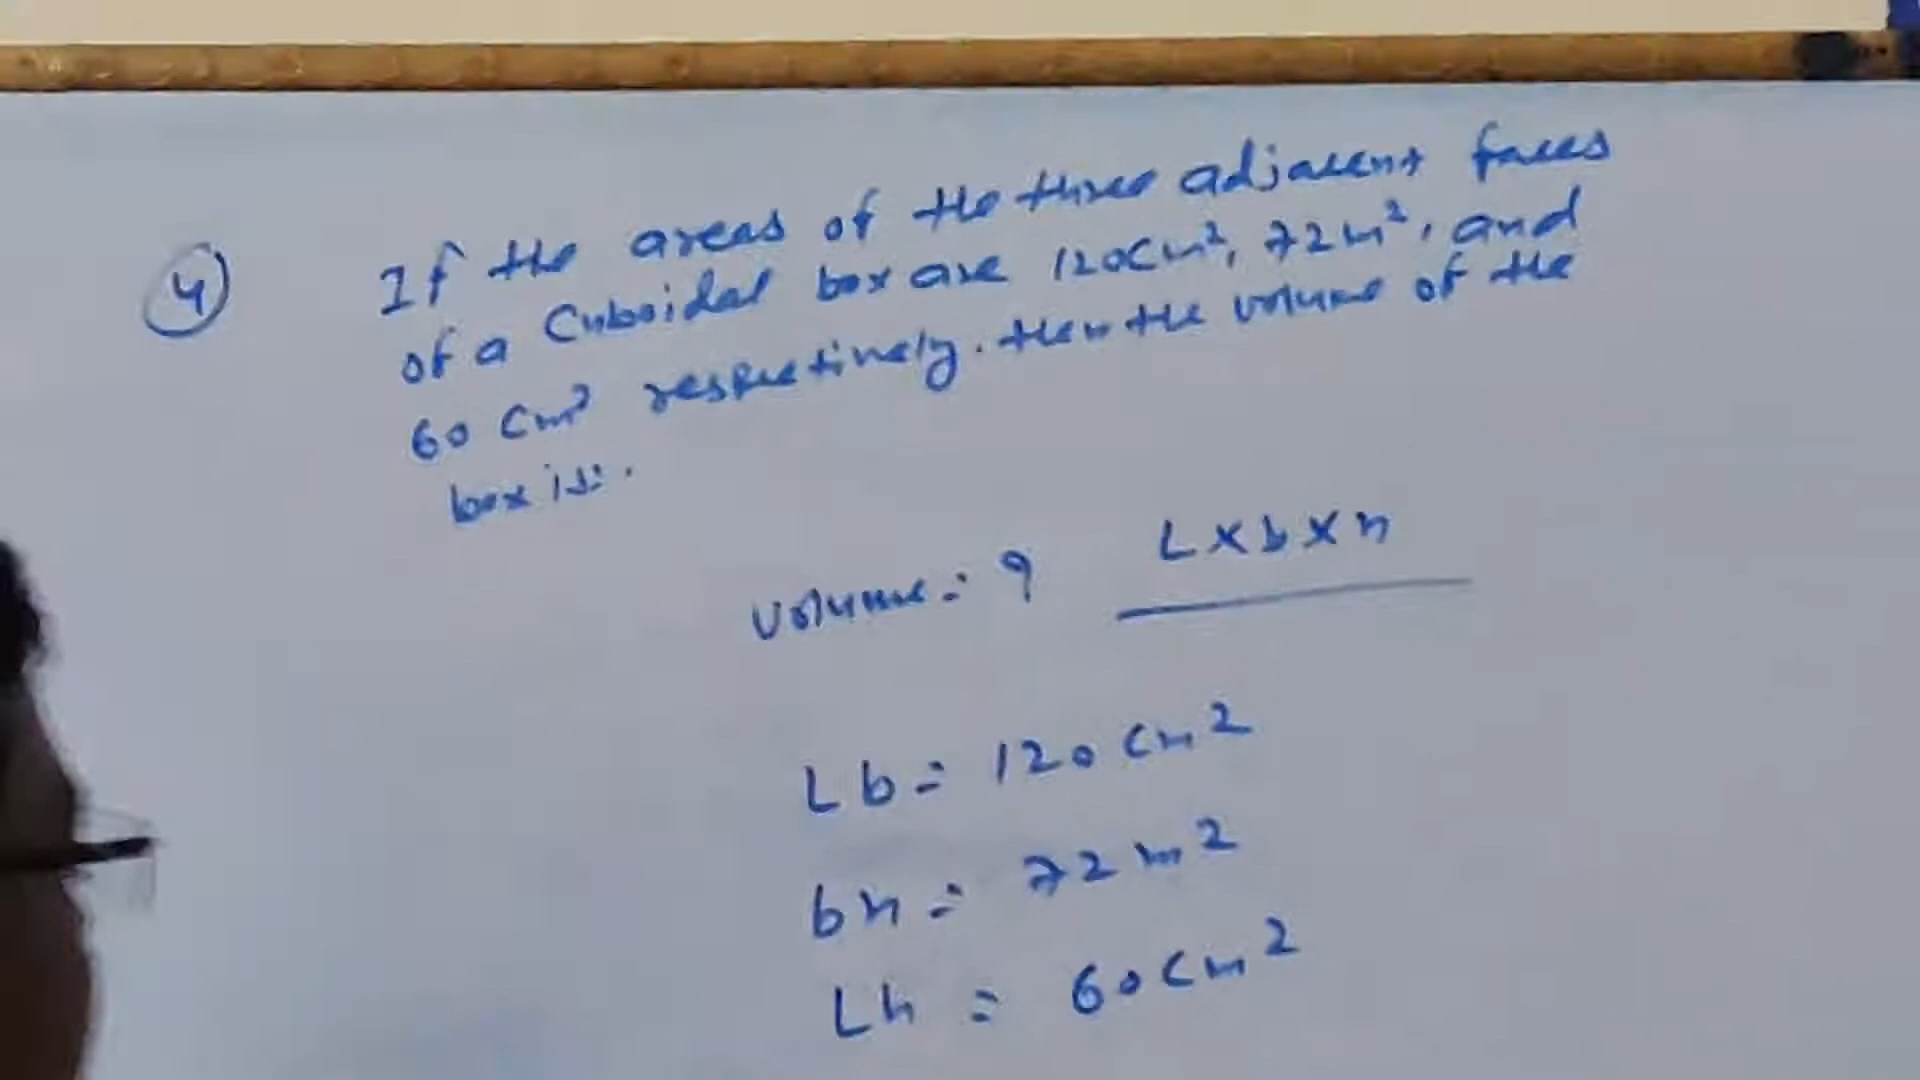 4
If the areas of the three adjacent faces
of a Cuboidal box are 120Cm², 72m², and
60 Cm² respectively. then the volume of the
box is: .
volume = ? L x b x h
Lb = 120 Cm²
bh = 72 m²
Lh = 60 Cm²